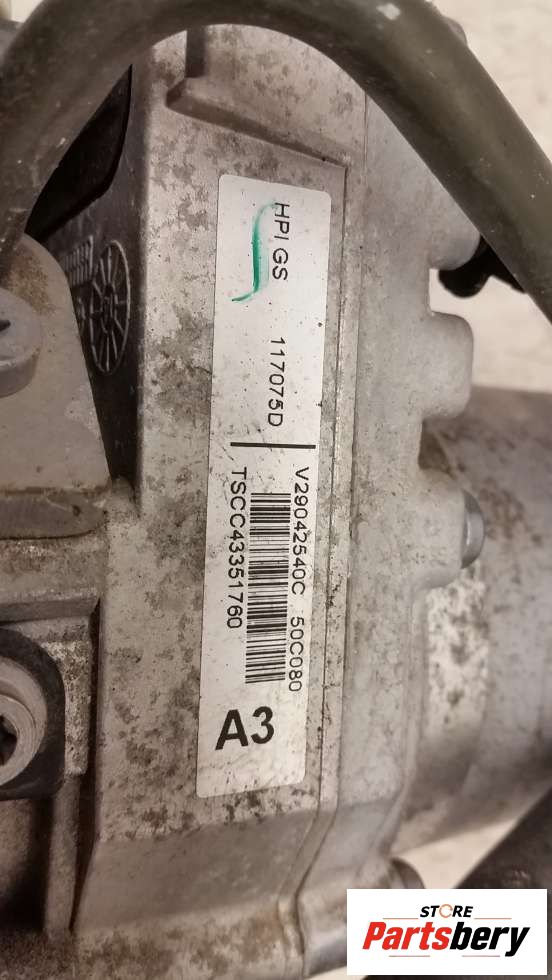 HPI GS 117075D
V29042540C 50C080
TSCC43351760
A3
STORE
Partsbery